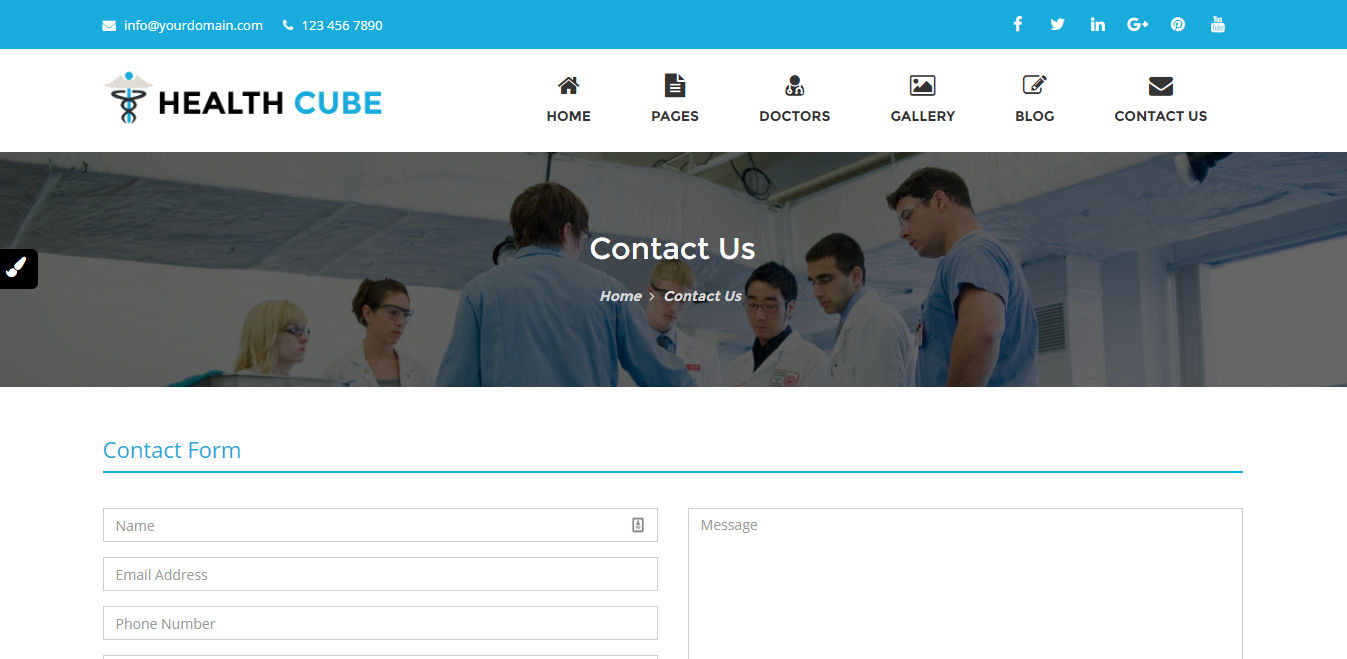 info@yourdomain.com 123 456 7890
HEALTH CUBE
HOME PAGES DOCTORS GALLERY BLOG CONTACT US
Contact Us
Home > Contact Us
Contact Form
Name
Message
Email Address
Phone Number